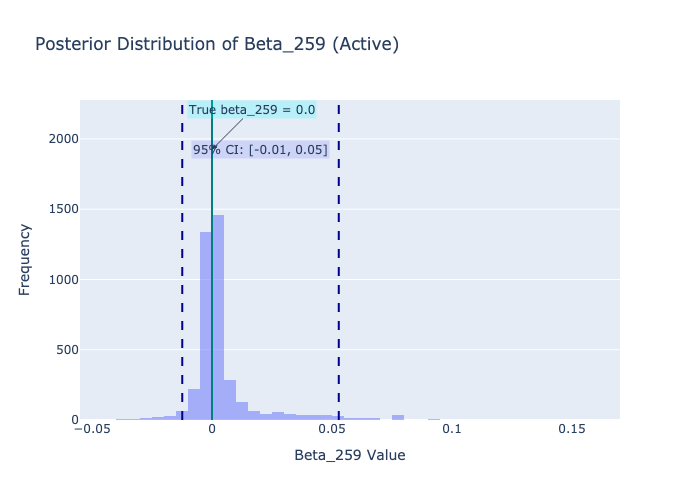 Posterior Distribution of Beta_259 (Active)
True beta_259 = 0.0
95% CI: [-0.01, 0.05]
2000
1500
1000
500
0
Frequency
−0.05
0
0.05
0.1
0.15
Beta_259 Value